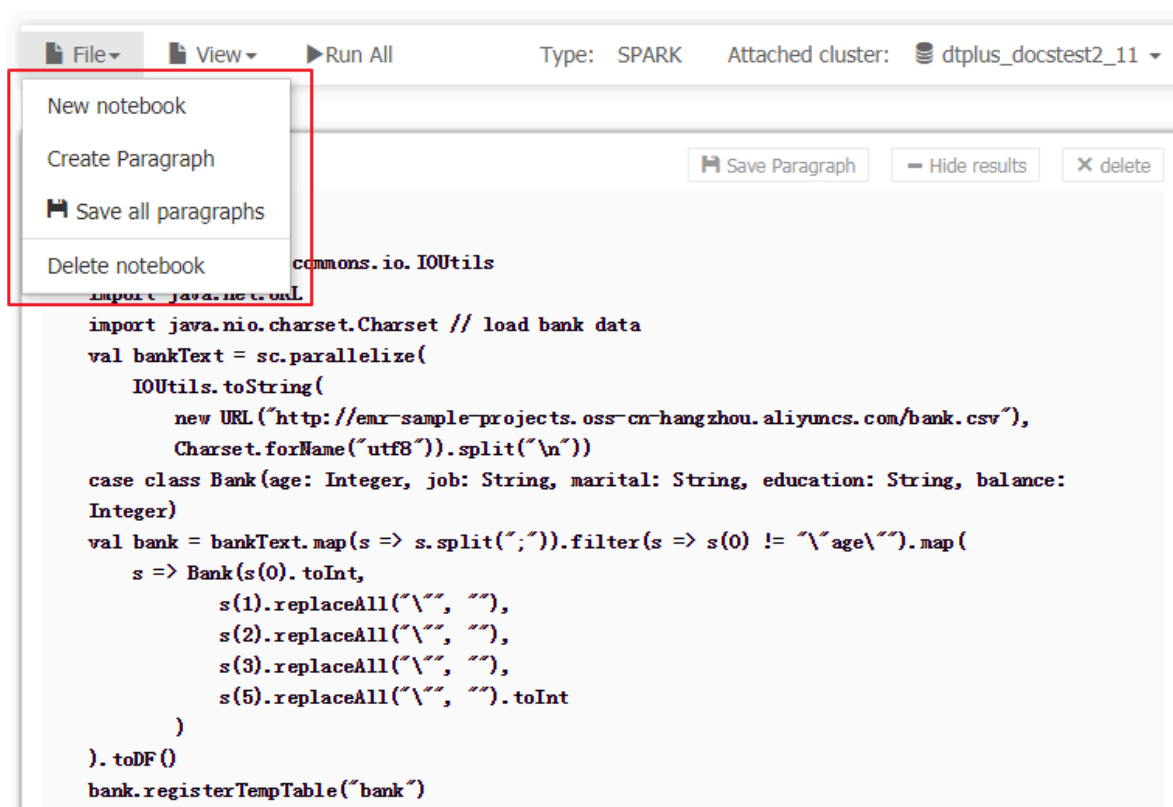 File View Run All Type: SPARK Attached cluster: dtplus_docstest2_11
New notebook
Create Paragraph
Save Paragraph Hide results delete
Save all paragraphs
Delete notebook
commons.io.IOUtils
import java.net.URL
import java.nio.charset.Charset // load bank data
val bankText = sc.parallelize(
IOUtils.toString(
new URL("http://emr-sample-projects.oss-cn-hangzhou.aliyuncs.com/bank.csv"),
Charset.forName("utf8")).split("\n"))
case class Bank(age: Integer, job: String, marital: String, education: String, balance:
Integer)
val bank = bankText.map(s => s.split(";")).filter(s => s(0) != "\"age\"").map(
s => Bank(s(0).toInt,
s(1).replaceAll("\"", ""),
s(2).replaceAll("\"", ""),
s(3).replaceAll("\"", ""),
s(5).replaceAll("\"", "").toInt
)
).toDF()
bank.registerTempTable("bank")